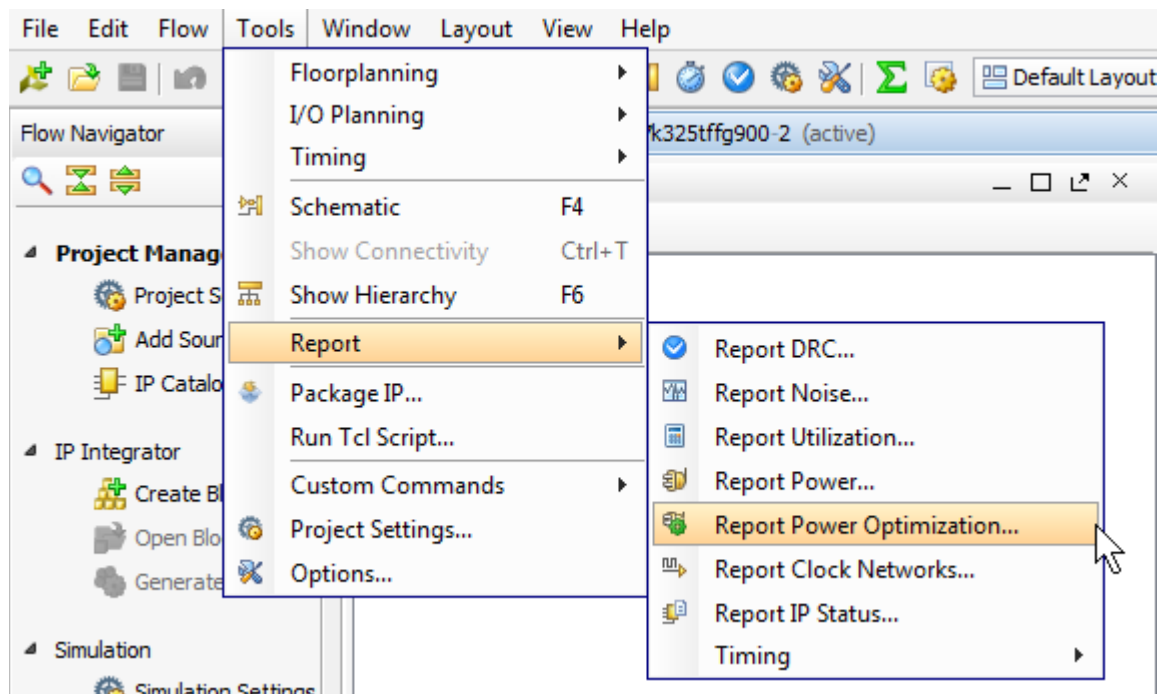 File Edit Flow Tools Window Layout View Help
Default Layout
Flow Navigator
k325tffg900-2 (active)
Floorplanning
I/O Planning
Timing
Schematic F4
Show Connectivity Ctrl+T
Show Hierarchy F6
Report
Package IP...
Run Tcl Script...
Custom Commands
Project Settings...
Options...
Report DRC...
Report Noise...
Report Utilization...
Report Power...
Report Power Optimization...
Report Clock Networks...
Report IP Status...
Timing
Project Manag
Project S
Add Sour
IP Catalo
IP Integrator
Create Bl
Open Blo
Generate
Simulation
Simulation Settings